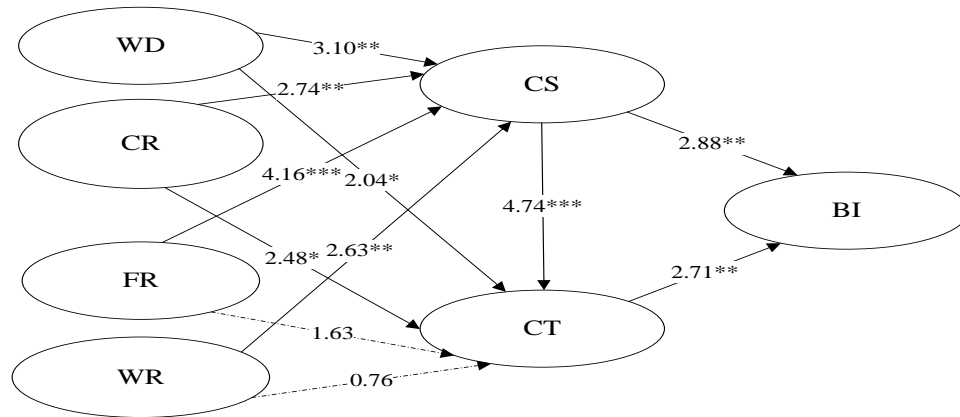 WD
3.10**
CS
2.74**
CR
2.88**
4.16***
2.04*
4.74***
BI
2.48*
2.63**
2.71**
FR
1.63
CT
WR
0.76